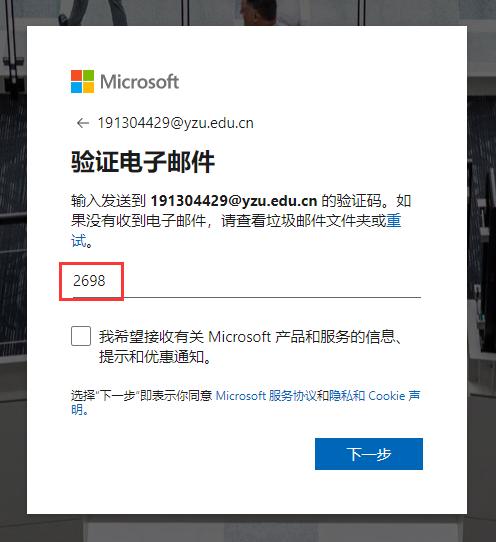 Microsoft
← 191304429@yzu.edu.cn
验证电子邮件
输入发送到 191304429@yzu.edu.cn 的验证码。如
果没有收到电子邮件，请查看垃圾邮件文件夹或重
试。
2698
我希望接收有关 Microsoft 产品和服务的信息、
提示和优惠通知。
选择"下一步"即表示你同意 Microsoft 服务协议和隐私和 Cookie 声
明。
下一步